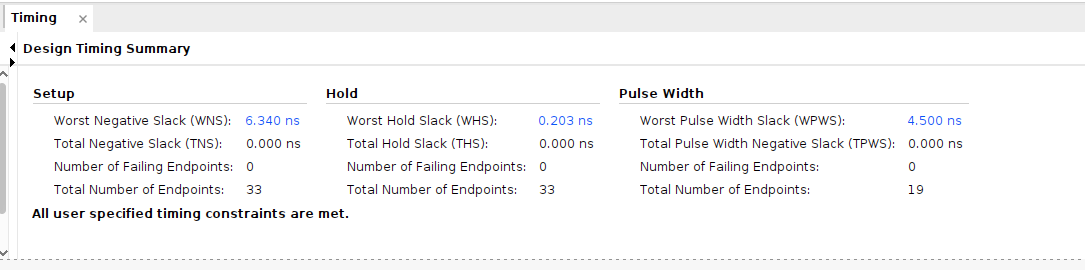 Timing
Design Timing Summary
Setup Hold Pulse Width
Worst Negative Slack (WNS): 6.340 ns Worst Hold Slack (WHS): 0.203 ns Worst Pulse Width Slack (WPWS): 4.500 ns
Total Negative Slack (TNS): 0.000 ns Total Hold Slack (THS): 0.000 ns Total Pulse Width Negative Slack (TPWS): 0.000 ns
Number of Failing Endpoints: 0 Number of Failing Endpoints: 0 Number of Failing Endpoints: 0
Total Number of Endpoints: 33 Total Number of Endpoints: 33 Total Number of Endpoints: 19
All user specified timing constraints are met.